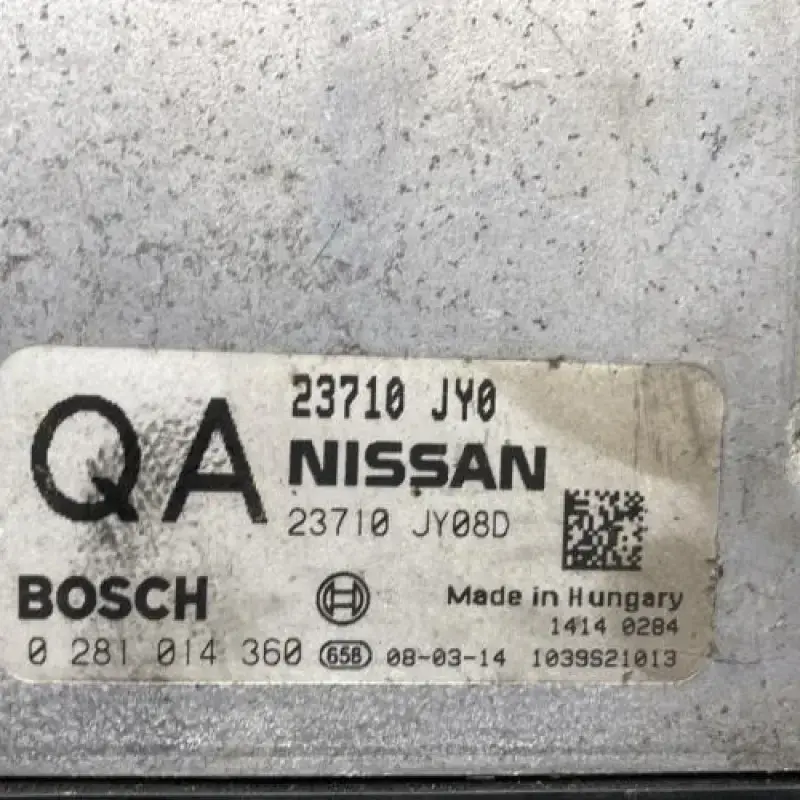 QA
23710 JY0
NISSAN
23710 JY08D
BOSCH
Made in Hungary
1414 0284
0 281 014 360 658 08-03-14 1039S21013